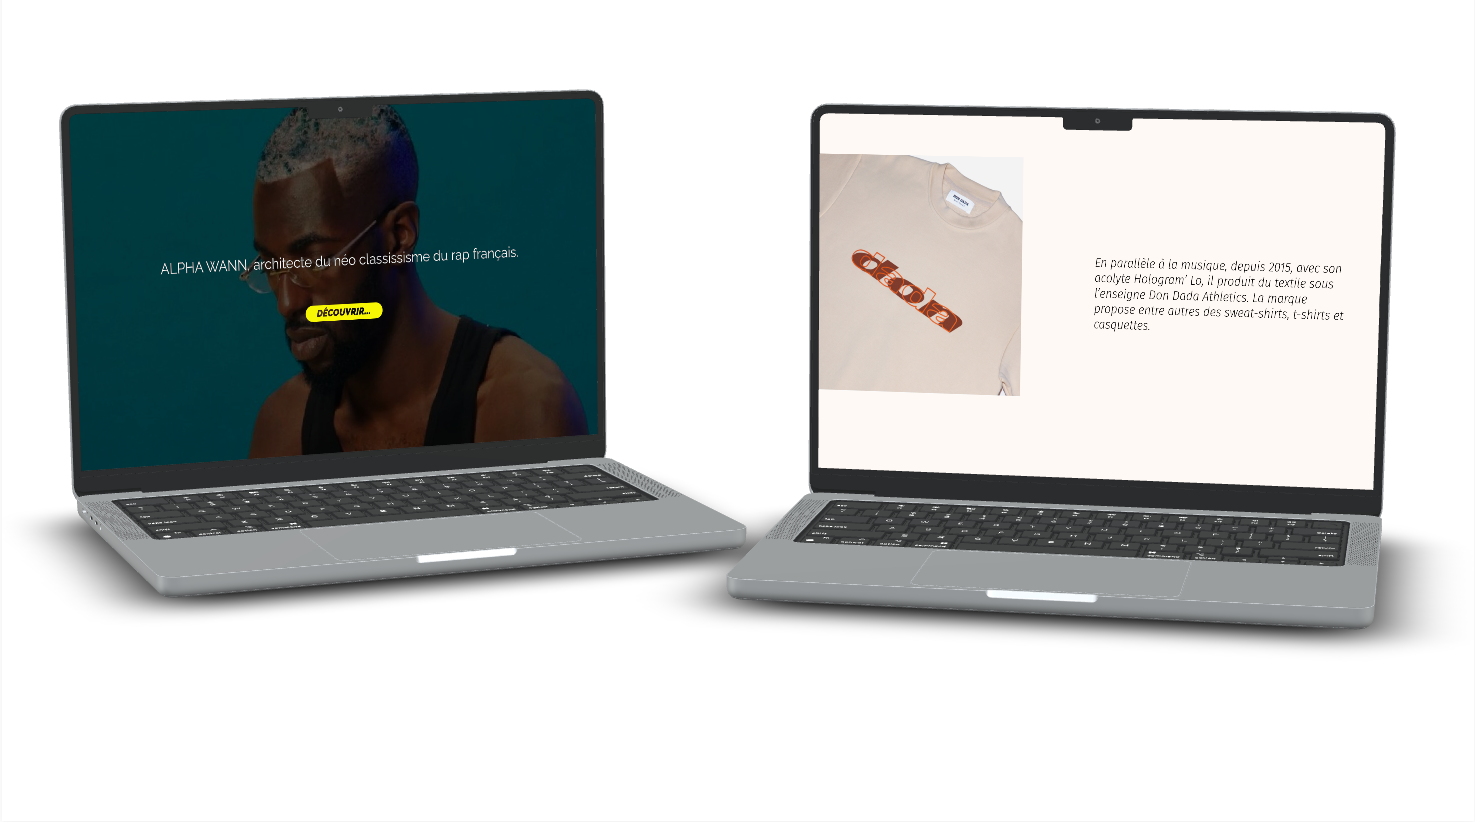 ALPHA WANN, architecte du néo classissisme du rap français.
DÉCOUVRIR...
DON DADA
En parallèle à la musique, depuis 2015, avec son
acolyte Hologram' Lo, il produit du textile sous
l'enseigne Don Dada Athletics. La marque
propose entre autres des sweat-shirts, t-shirts et
casquettes.